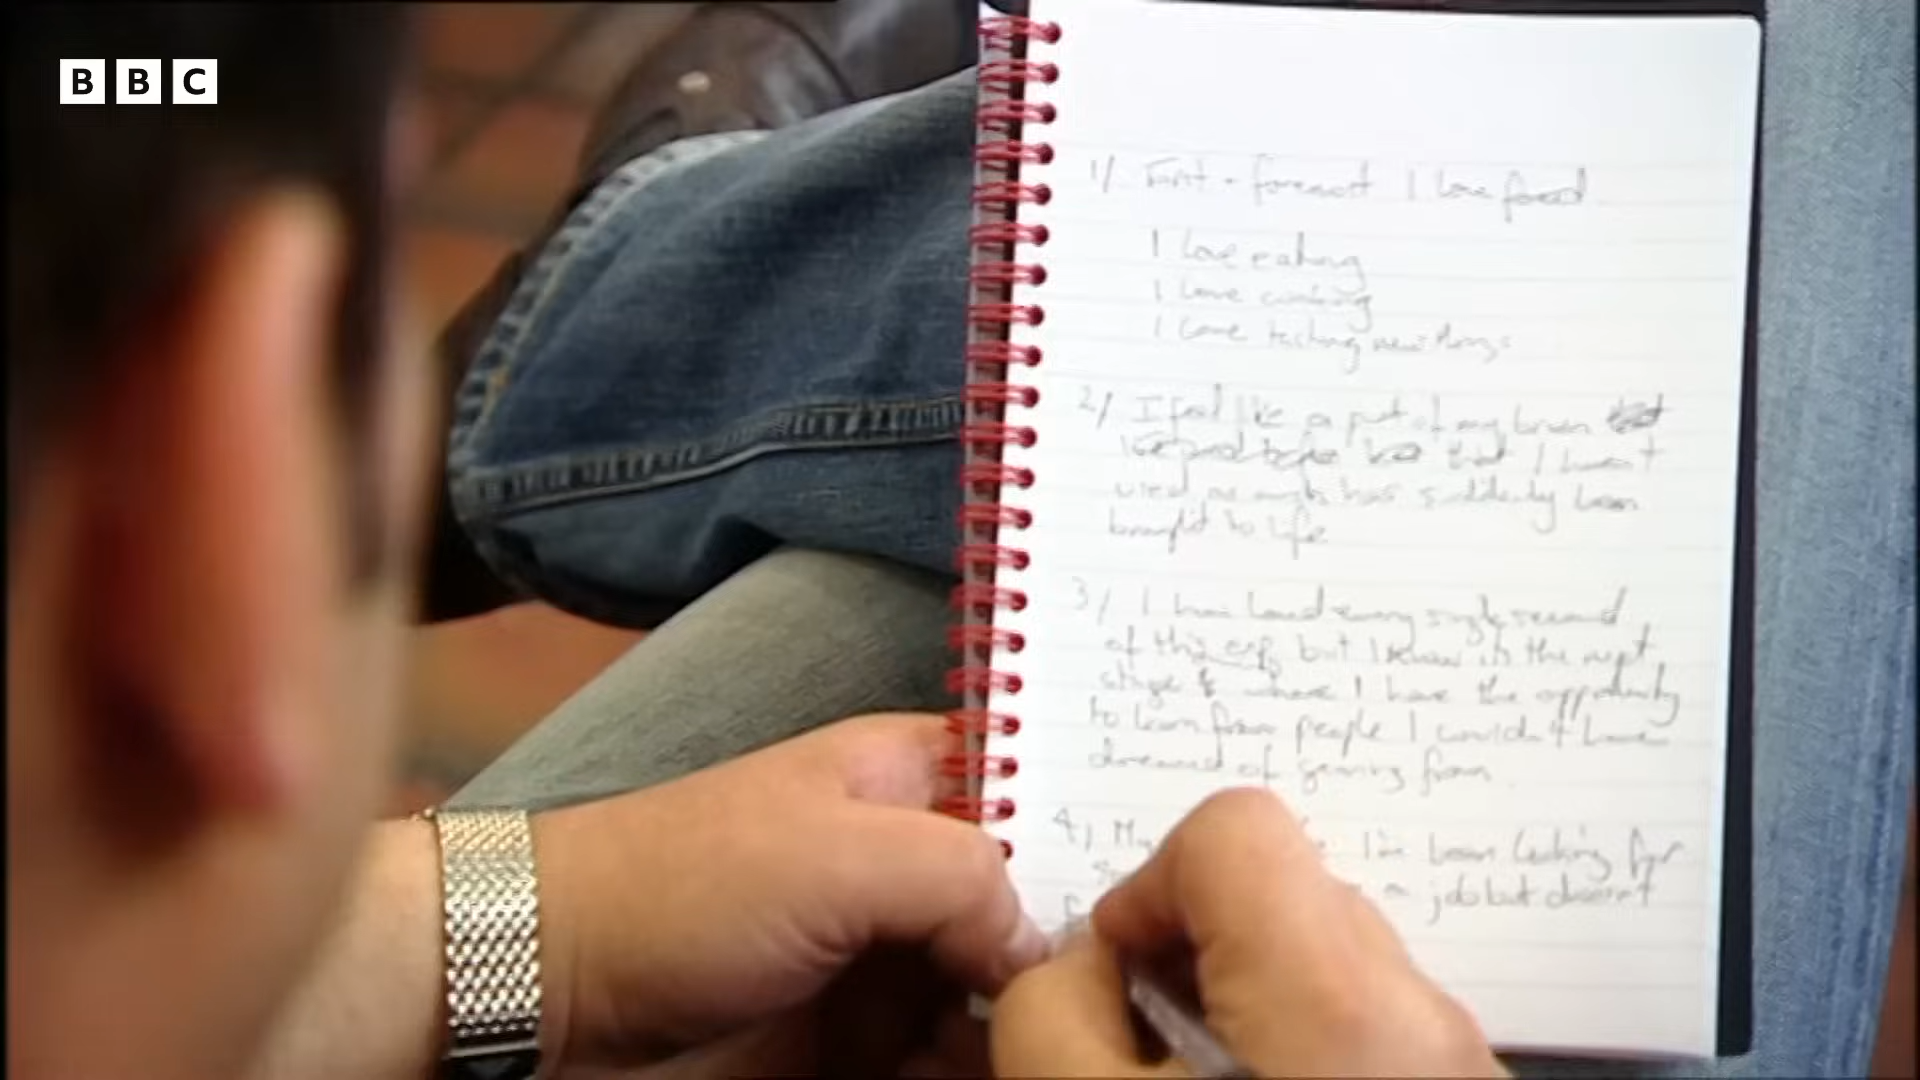 BBC
1/ First + foremost I love food.
I love eating
I love cooking
I love tasting new things
2/ I feel like a part of my brain
that I haven't
used as much has suddenly been
brought to life
3/ I have loved every single second
of this exp, but I know in the next
stage where I have the opportunity
to learn from people I couldn't have
dreamed of learning from.
4/ My I've been looking for
a job but doesn't